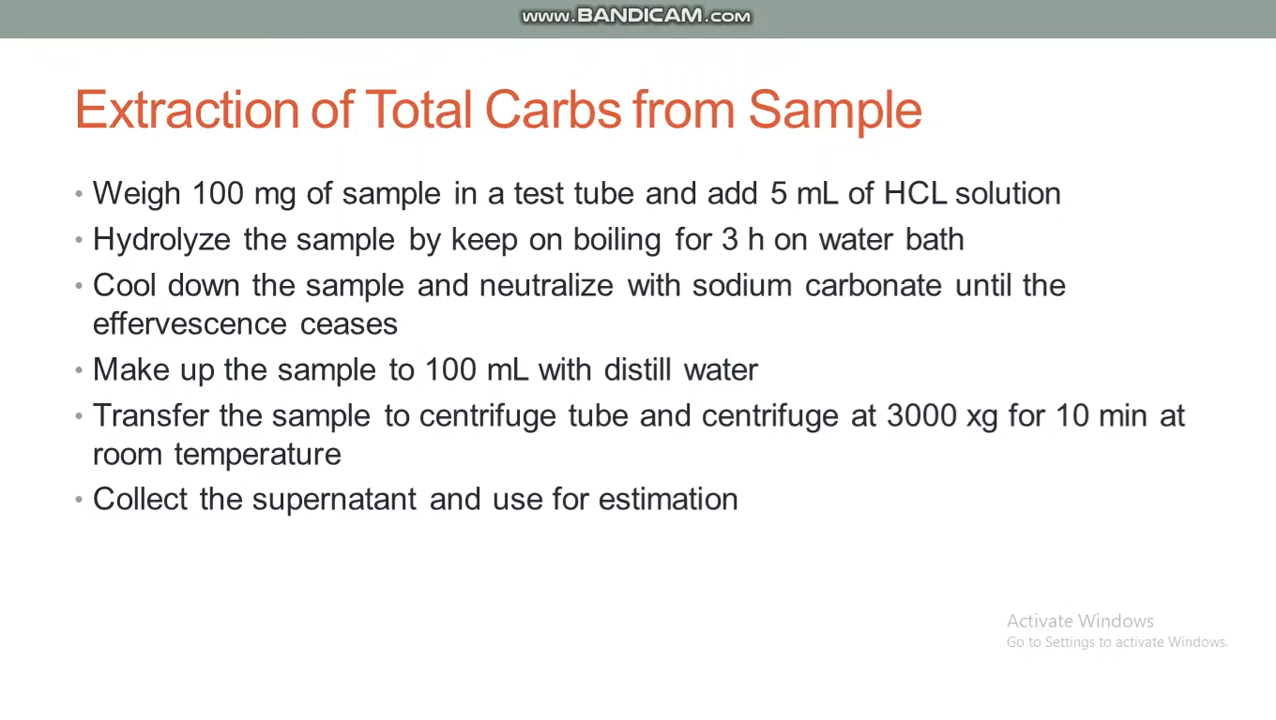 www.BANDICAM.com
Extraction of Total Carbs from Sample
• Weigh 100 mg of sample in a test tube and add 5 mL of HCL solution
• Hydrolyze the sample by keep on boiling for 3 h on water bath
• Cool down the sample and neutralize with sodium carbonate until the
effervescence ceases
• Make up the sample to 100 mL with distill water
• Transfer the sample to centrifuge tube and centrifuge at 3000 xg for 10 min at
room temperature
• Collect the supernatant and use for estimation
Activate Windows
Go to Settings to activate Windows.